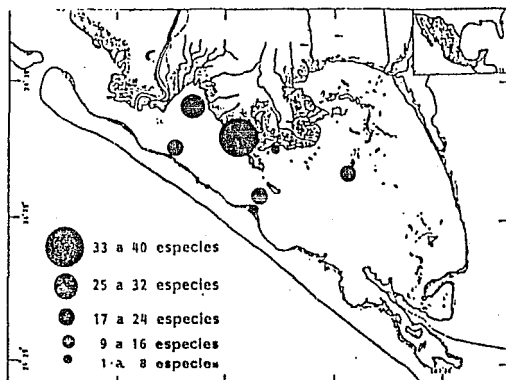 33 a 40 especies
25 a 32 especies
17 a 24 especies
9 a 16 especies
1 a 8 especies